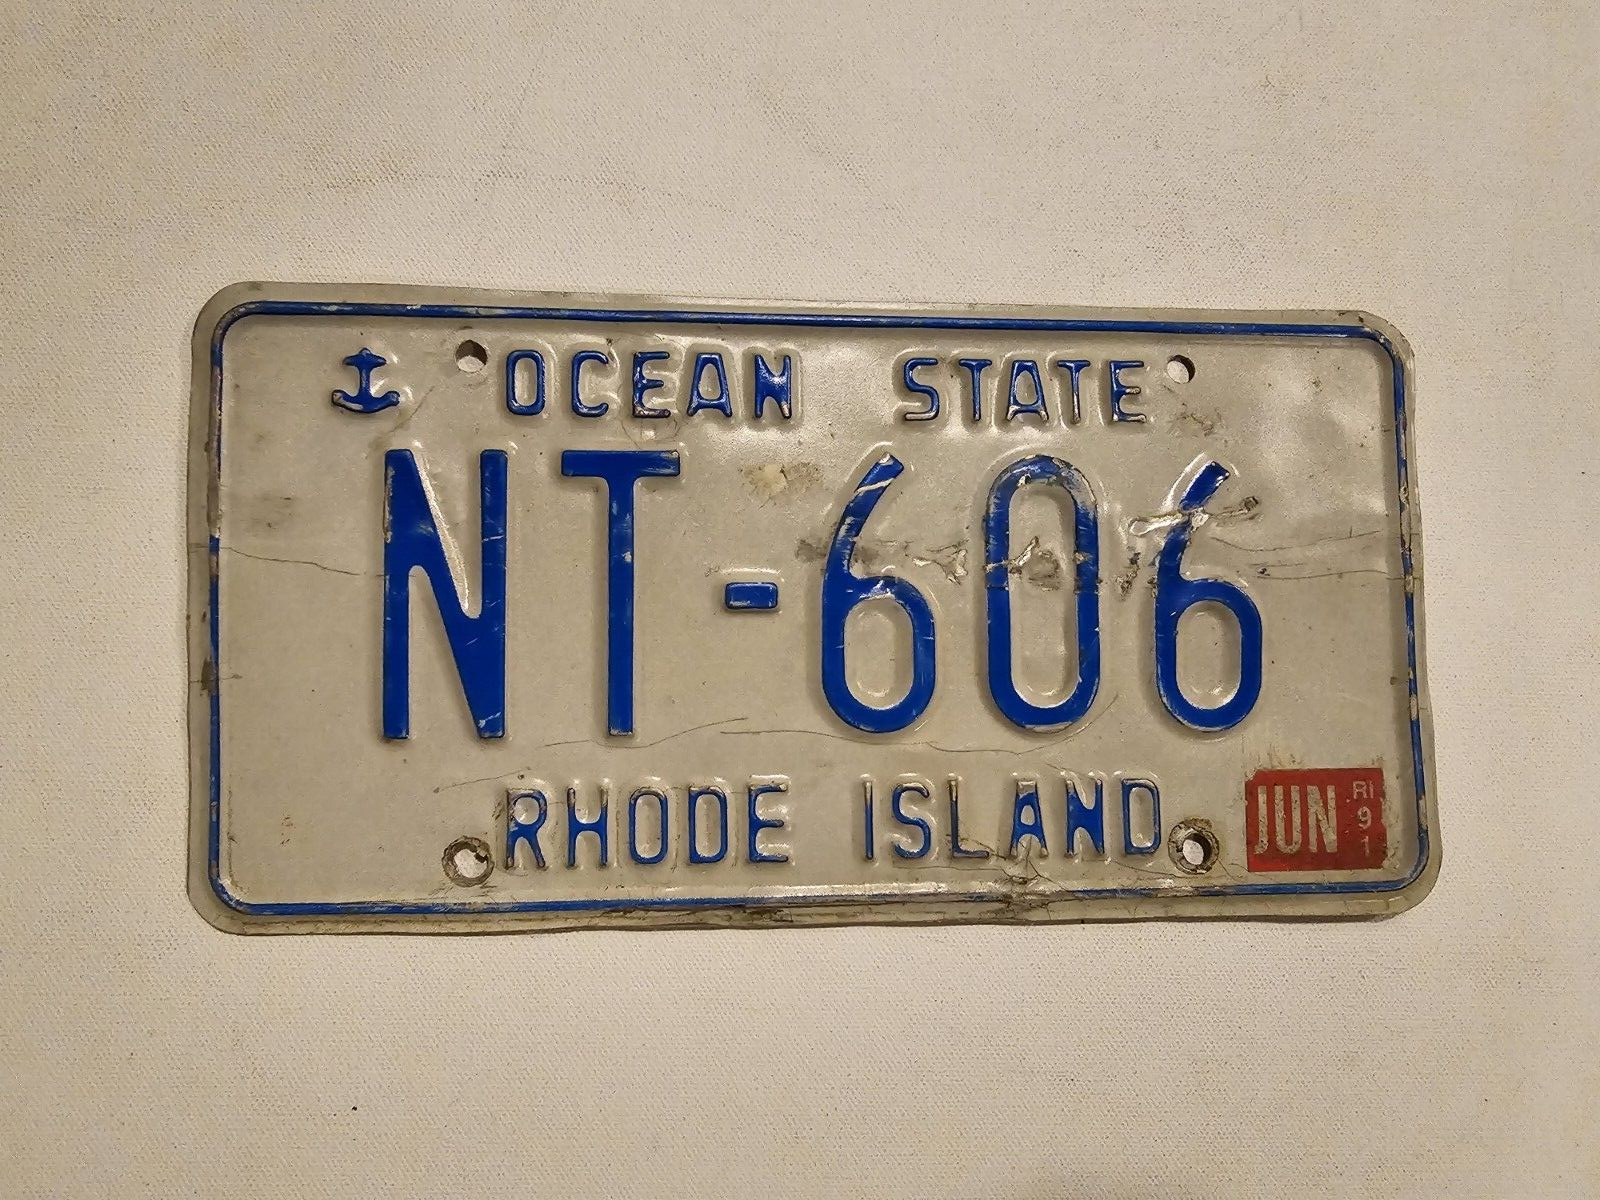 OCEAN STATE
NT-606
RHODE ISLAND
JUN RI 91